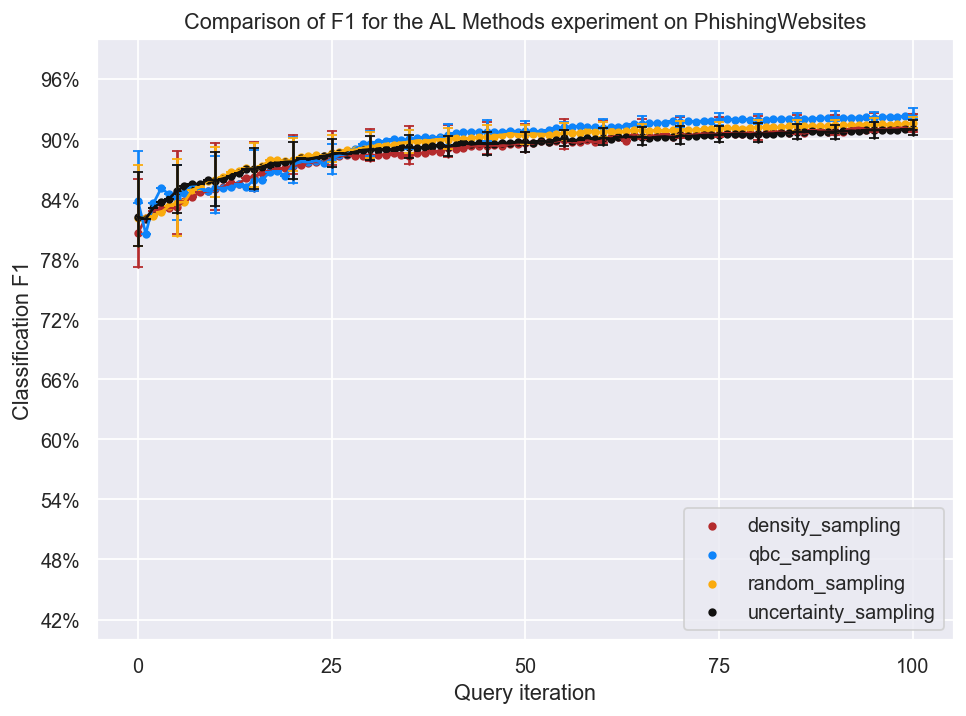 Comparison of F1 for the AL Methods experiment on PhishingWebsites
96%
90%
84%
78%
72%
66%
60%
54%
48%
42%
Classification F1
density_sampling
qbc_sampling
random_sampling
uncertainty_sampling
0 25 50 75 100
Query iteration